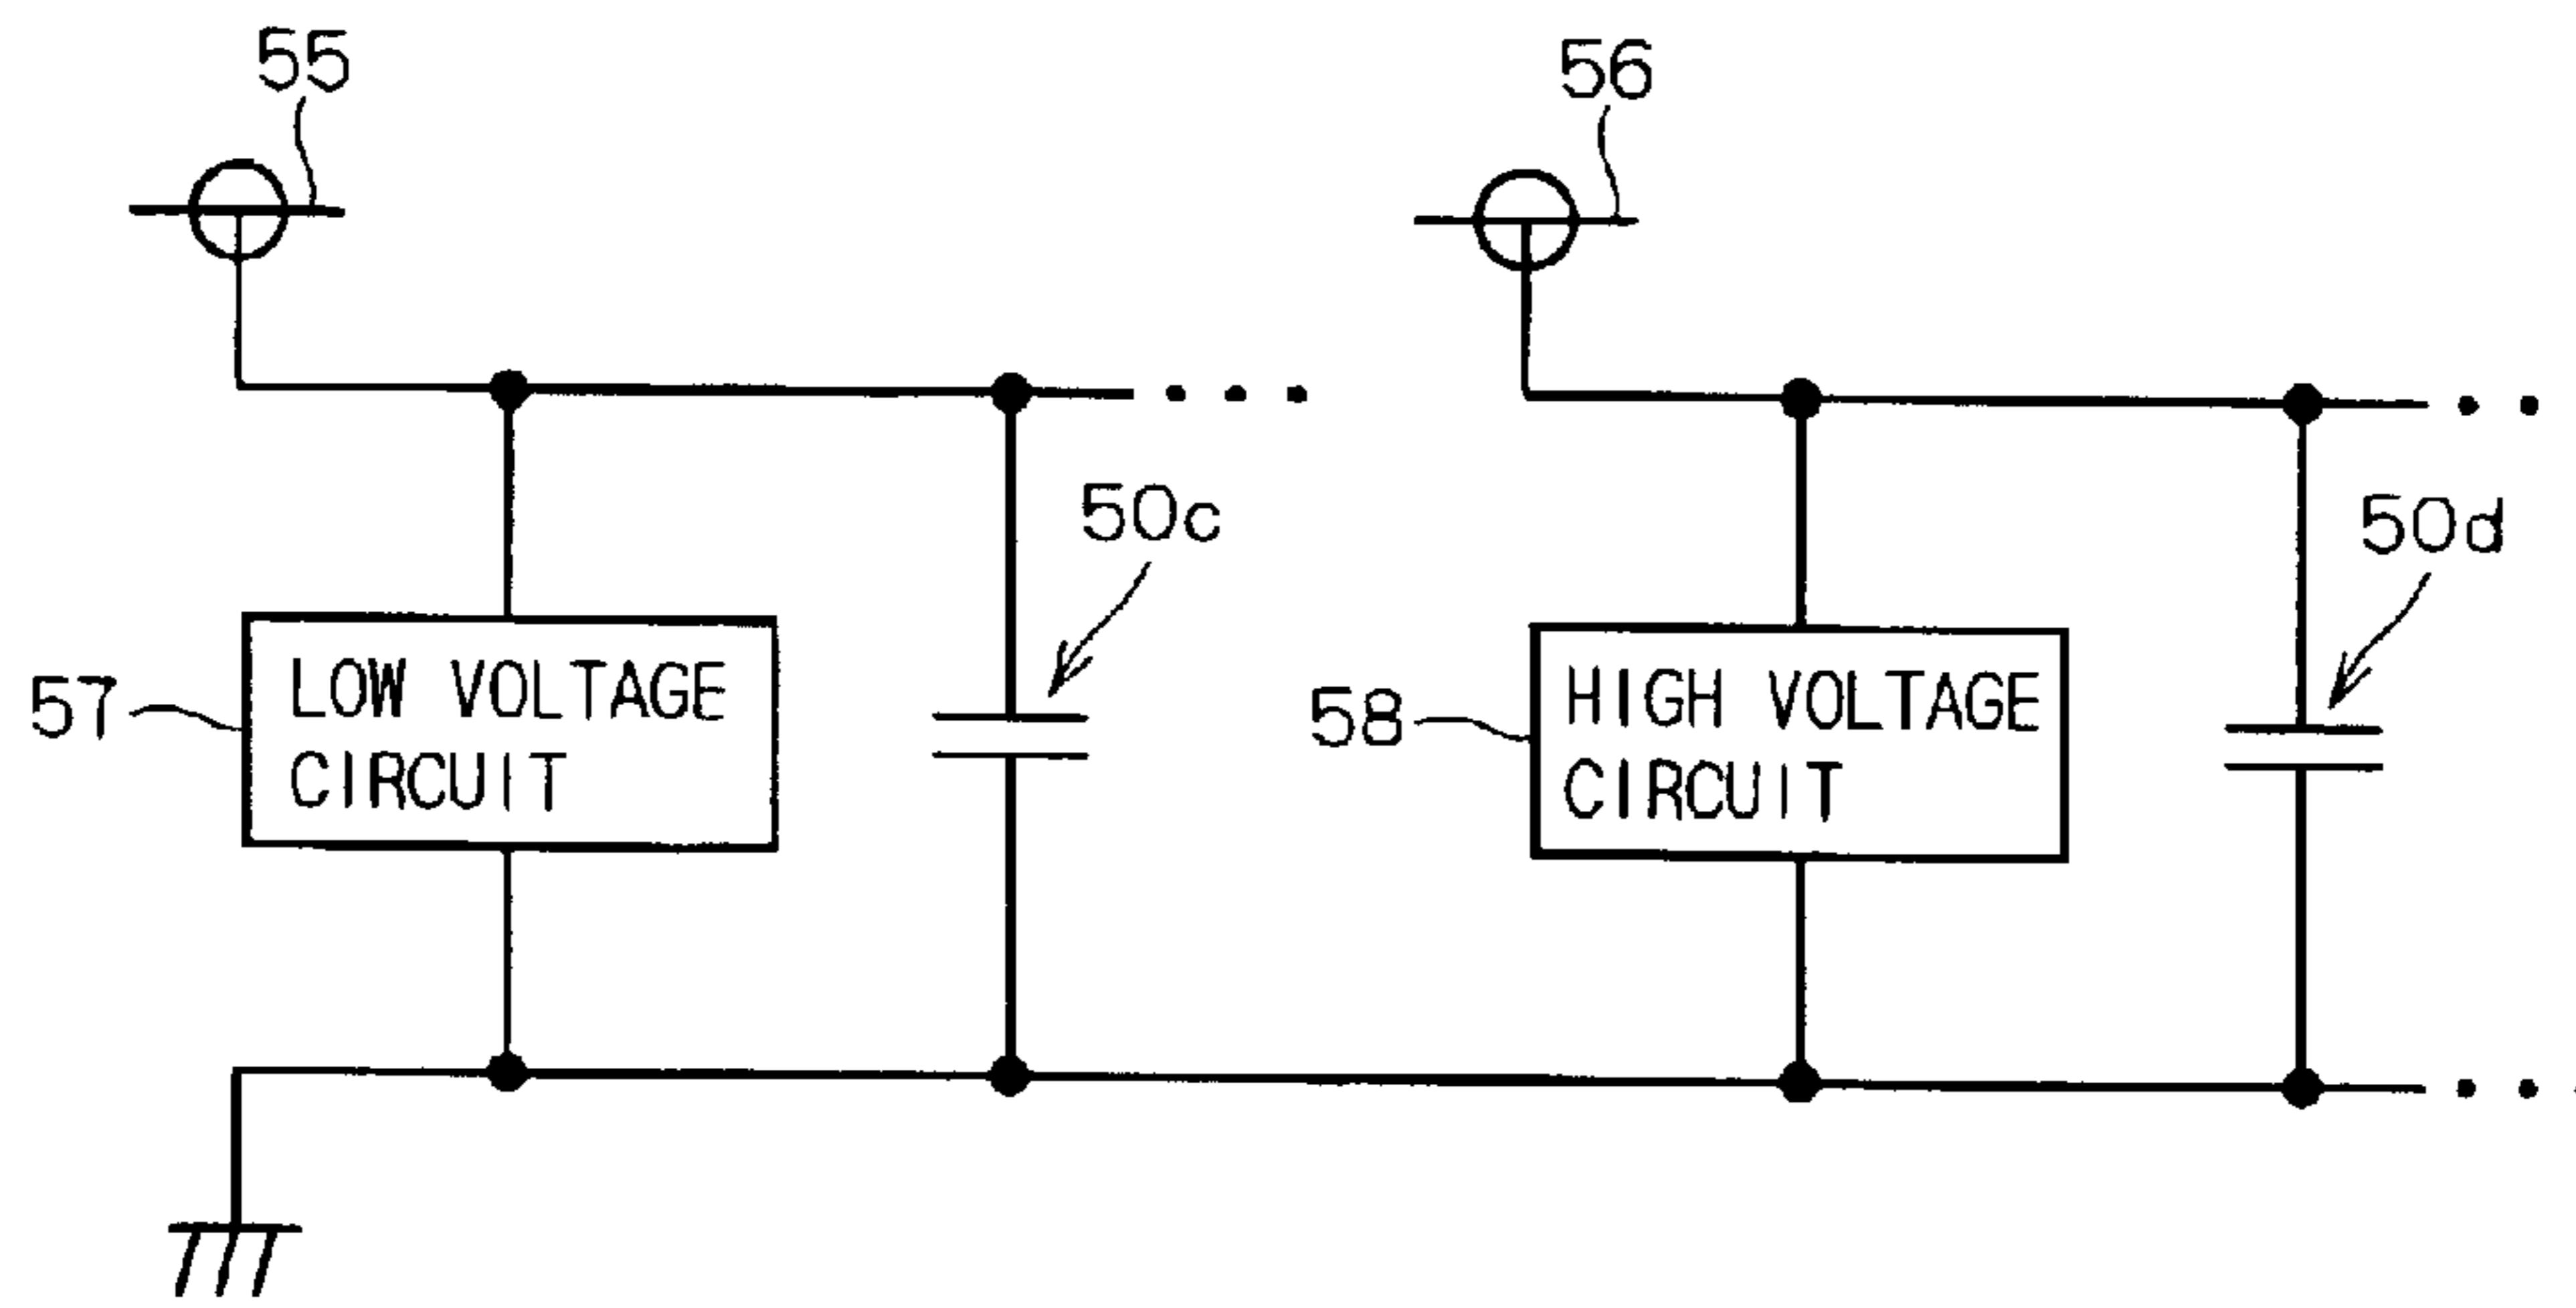 55
56
50c
50d
57
LOW VOLTAGE
CIRCUIT
58
HIGH VOLTAGE
CIRCUIT